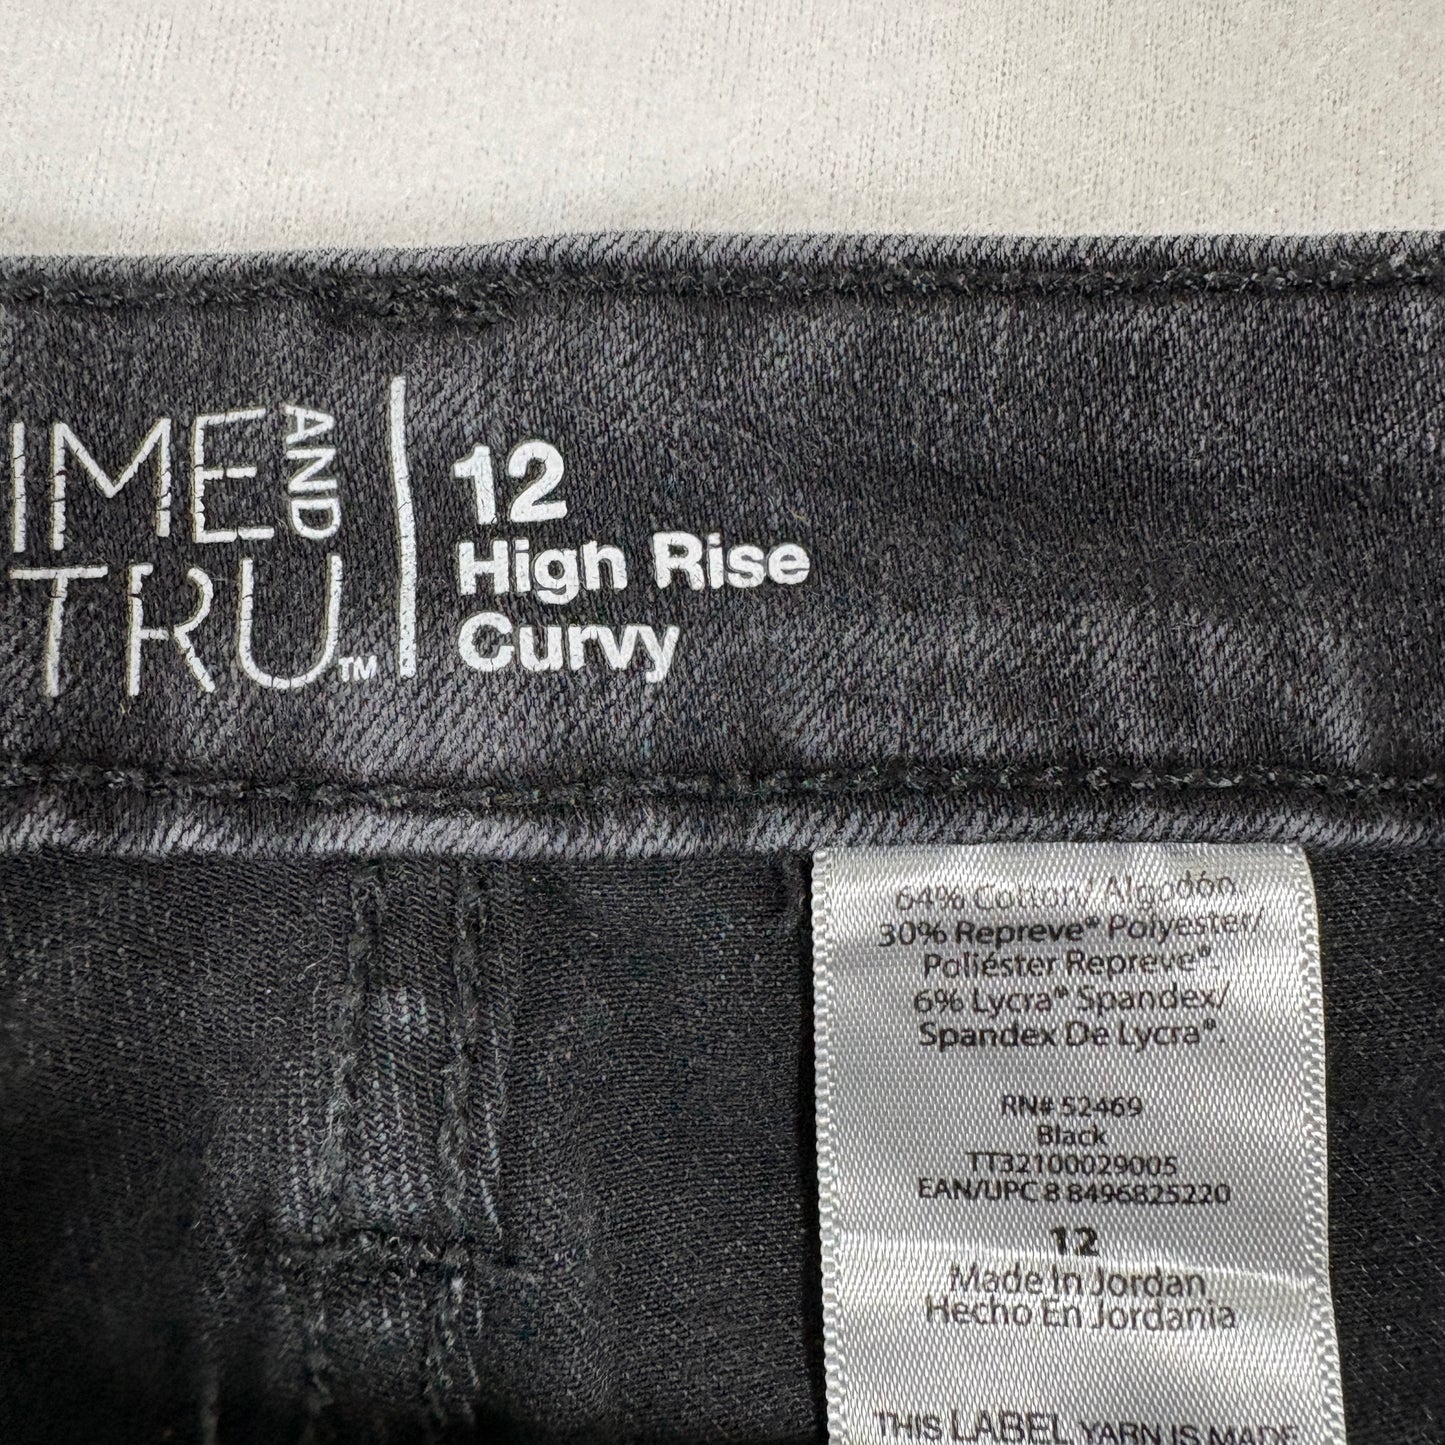 IME AND
TRU™
12
High Rise
Curvy
64% Cotton/Algodón
30% Repreve® Polyester/
Poliéster Repreve®.
6% Lycra® Spandex/
Spandex De Lycra®.
RN# 52469
Black
TT32100029005
EAN/UPC 8 8496825220
12
Made In Jordan
Hecho En Jordania
THIS LABEL YARN IS MADE